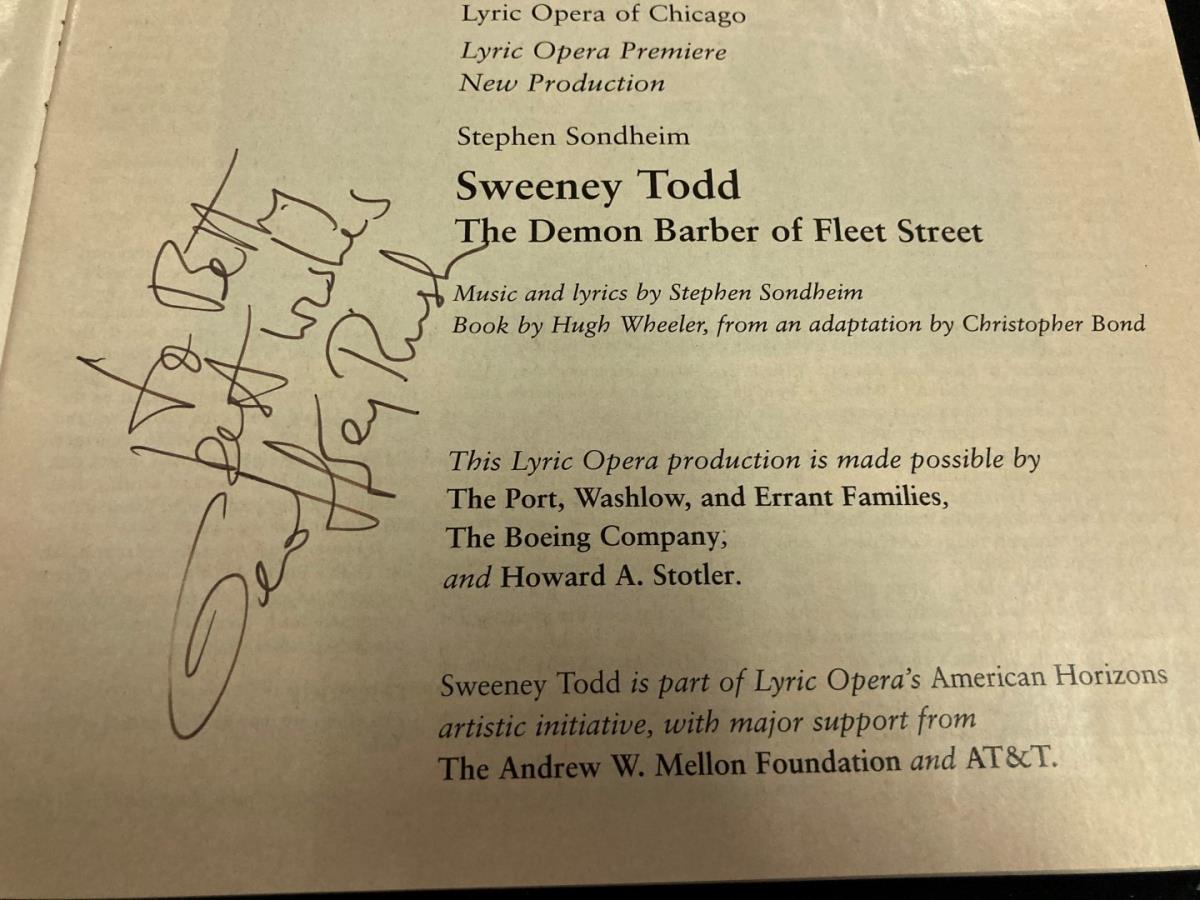 Lyric Opera of Chicago
Lyric Opera Premiere
New Production
Stephen Sondheim
Sweeney Todd
The Demon Barber of Fleet Street
Music and lyrics by Stephen Sondheim
Book by Hugh Wheeler, from an adaptation by Christopher Bond
To Betty
best wishes
This Lyric Opera production is made possible by
The Port, Washlow, and Errant Families,
The Boeing Company,
and Howard A. Stotler.
Sweeney Todd is part of Lyric Opera's American Horizons
artistic initiative, with major support from
The Andrew W. Mellon Foundation and AT&T.